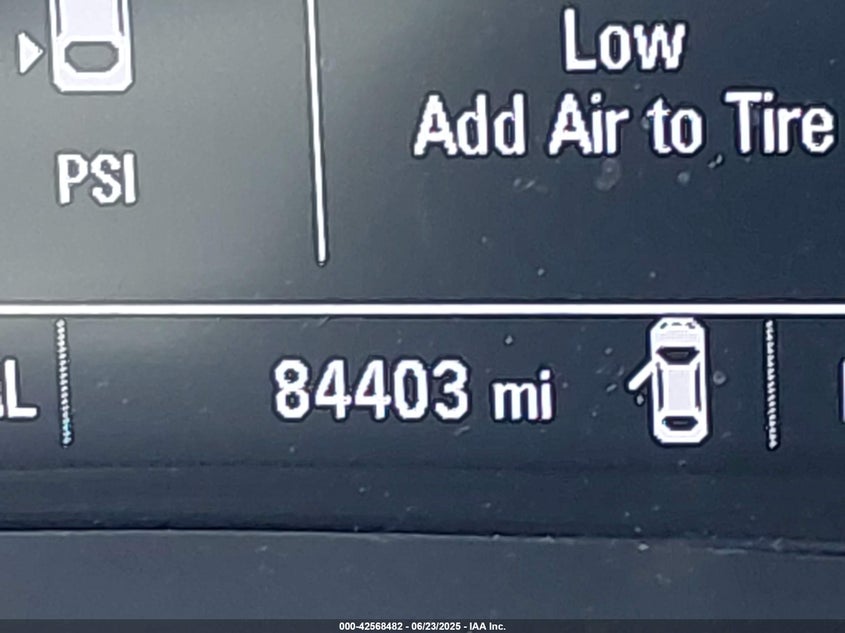 Low
Add Air to Tire
PSI
84403 mi
000-42568482 - 06/23/2025 - IAA Inc.